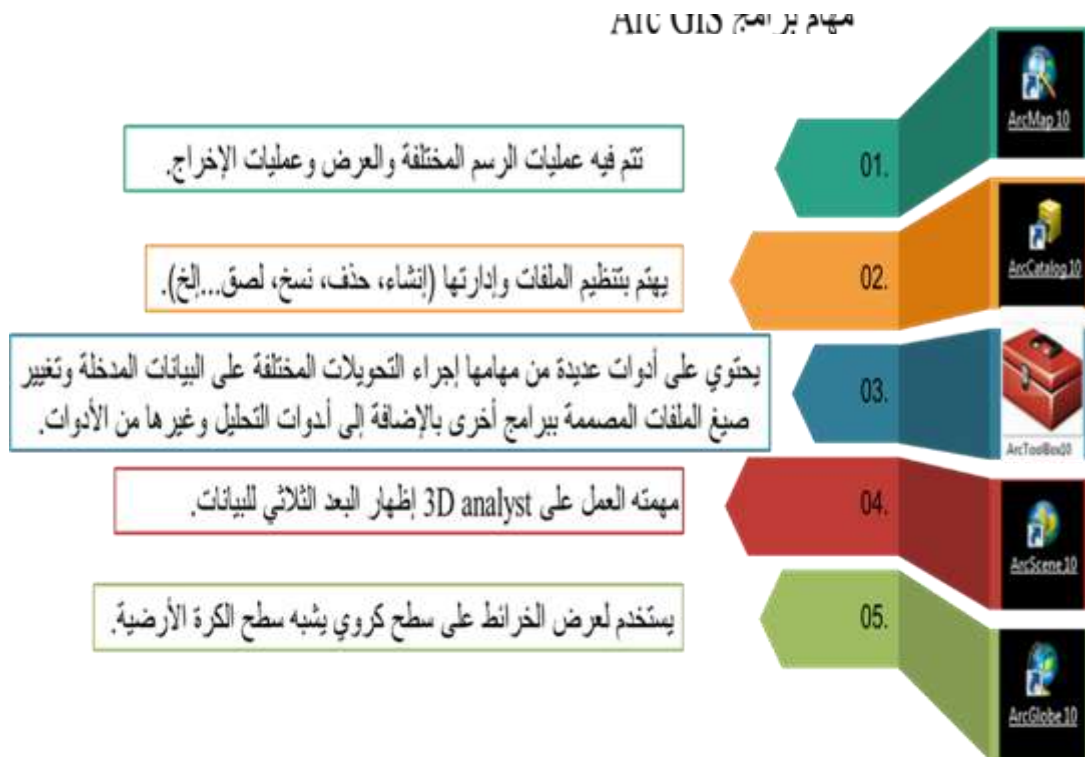 مهام برامج Arc GIS
ArcMap 10
01.
تتم فيه عمليات الرسم المختلفة والعرض وعمليات الإخراج.
ArcCatalog 10
02.
يهتم بتنظيم الملفات وإدارتها (إنشاء، حذف، نسخ، لصق...إلخ).
ArcToolBox10
03.
يحتوي على أدوات عديدة من مهامها إجراء التحويلات المختلفة على البيانات المدخلة وتغيير
صيغ الملفات المصممة ببرامج أخرى بالإضافة إلى أدوات التحليل وغيرها من الأدوات.
ArcScene 10
04.
مهمته العمل على 3D analyst إظهار البعد الثلاثي للبيانات.
ArcGlobe 10
05.
يستخدم لعرض الخرائط على سطح كروي يشبه سطح الكرة الأرضية.